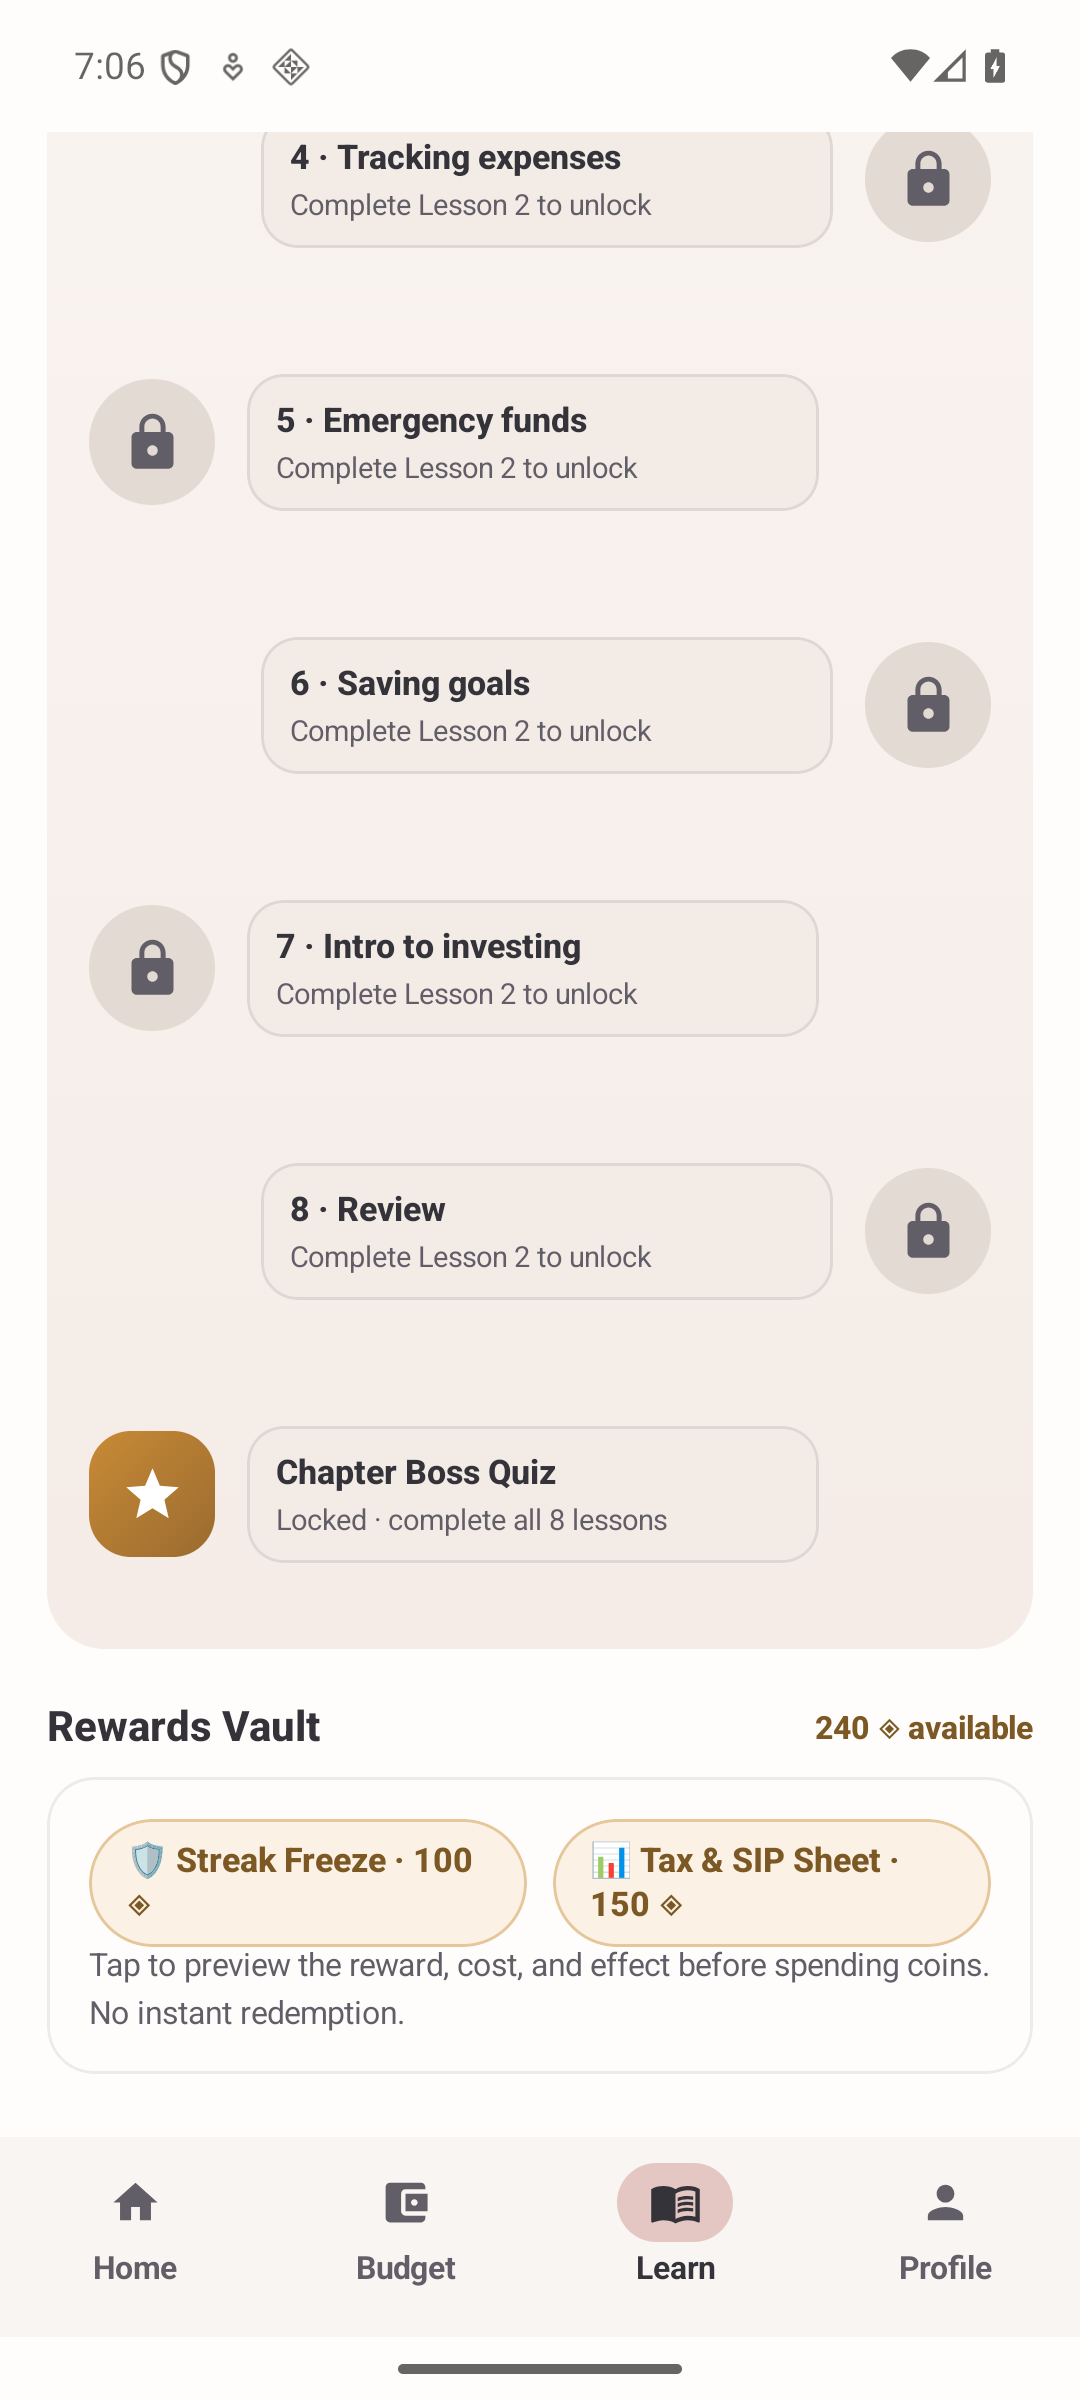 7:06
4 · Tracking expenses
Complete Lesson 2 to unlock
5 · Emergency funds
Complete Lesson 2 to unlock
6 · Saving goals
Complete Lesson 2 to unlock
7 · Intro to investing
Complete Lesson 2 to unlock
8 · Review
Complete Lesson 2 to unlock
Chapter Boss Quiz
Locked · complete all 8 lessons
Rewards Vault
240 ◈ available
🛡️ Streak Freeze · 100
◈
📊 Tax & SIP Sheet ·
150 ◈
Tap to preview the reward, cost, and effect before spending coins.
No instant redemption.
Home
Budget
Learn
Profile